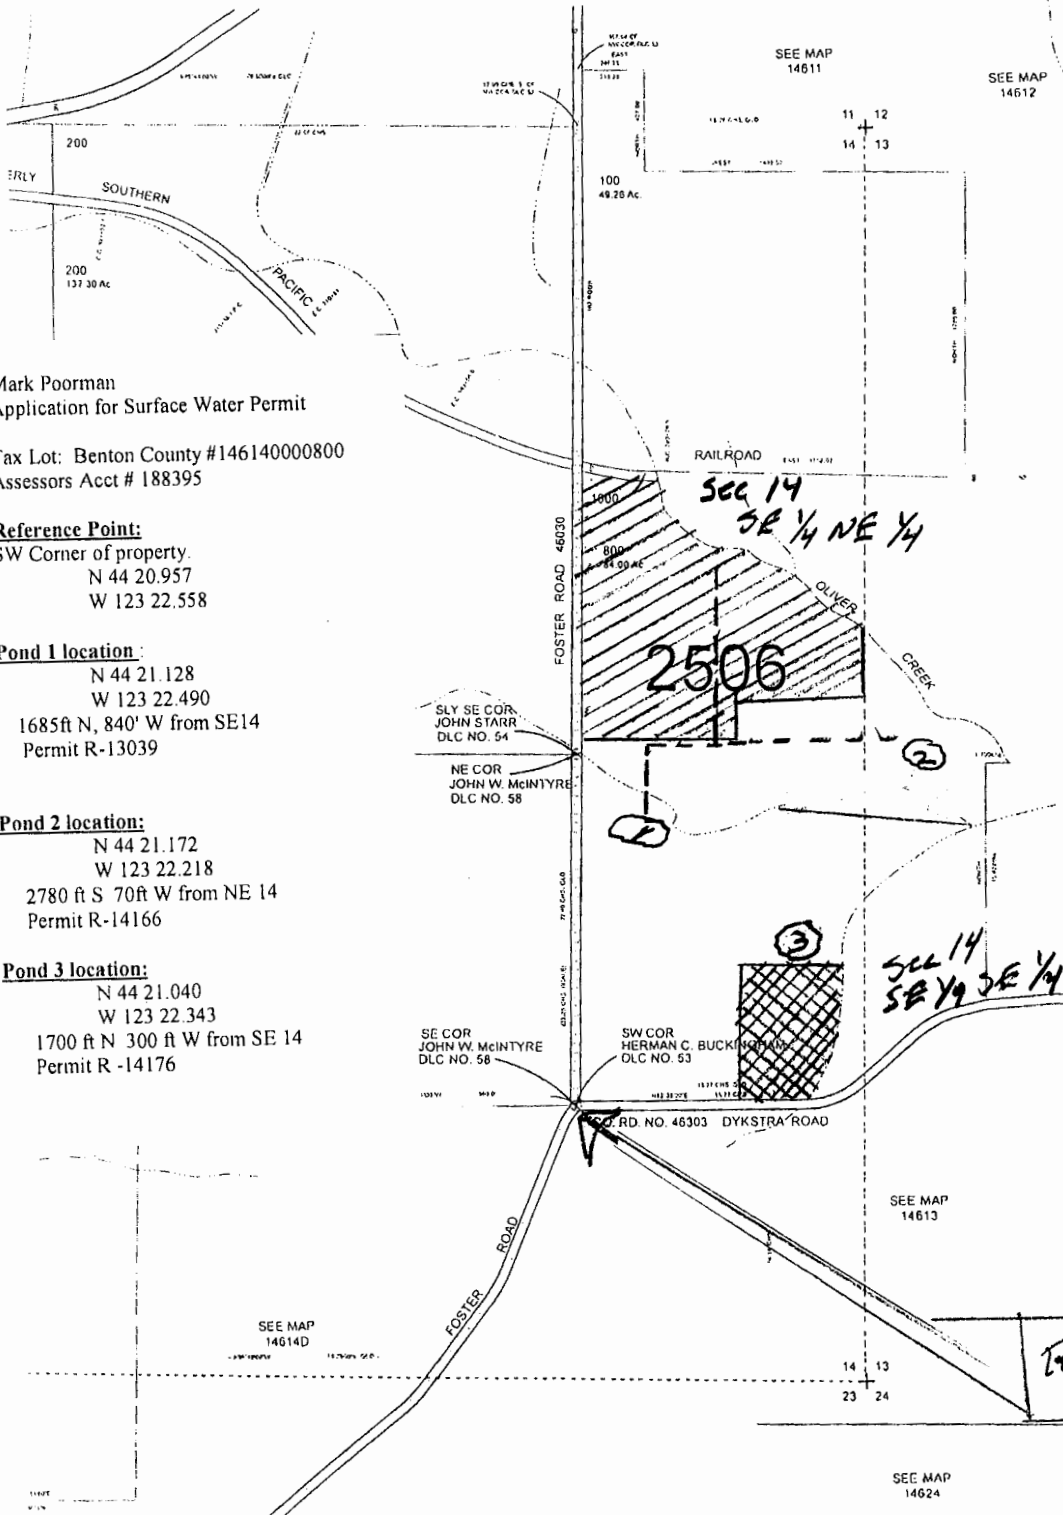 SEE MAP
14611
SEE MAP
14612
11 12
14 13
200
ERLY
SOUTHERN
PACIFIC
200
137.30 Ac
100
49.26 Ac.
Mark Poorman
Application for Surface Water Permit
Tax Lot: Benton County #146140000800
Assessors Acct # 188395
Reference Point:
SW Corner of property.
N 44 20.957
W 123 22.558
Pond 1 location :
N 44 21.128
W 123 22.490
1685ft N, 840' W from SE14
Permit R-13039
Pond 2 location:
N 44 21.172
W 123 22.218
2780 ft S 70ft W from NE 14
Permit R-14166
Pond 3 location:
N 44 21.040
W 123 22.343
1700 ft N 300 ft W from SE 14
Permit R -14176
RAILROAD
Sec 14
SE 1/4 NE 1/4
1000
800
84.00 Ac
FOSTER ROAD 46030
OLIVER
CREEK
2506
SLY SE COR
JOHN STARR
DLC NO. 54
NE COR
JOHN W. McINTYRE
DLC NO. 58
2
1
3
Sec 14
SE 1/4 SE 1/4
SE COR
JOHN W. McINTYRE
DLC NO. 58
SW COR
HERMAN C. BUCKINGHAM
DLC NO. 53
CO. RD. NO. 46303 DYKSTRA ROAD
SEE MAP
14613
FOSTER ROAD
SEE MAP
14614D
14 13
23 24
SEE MAP
14624